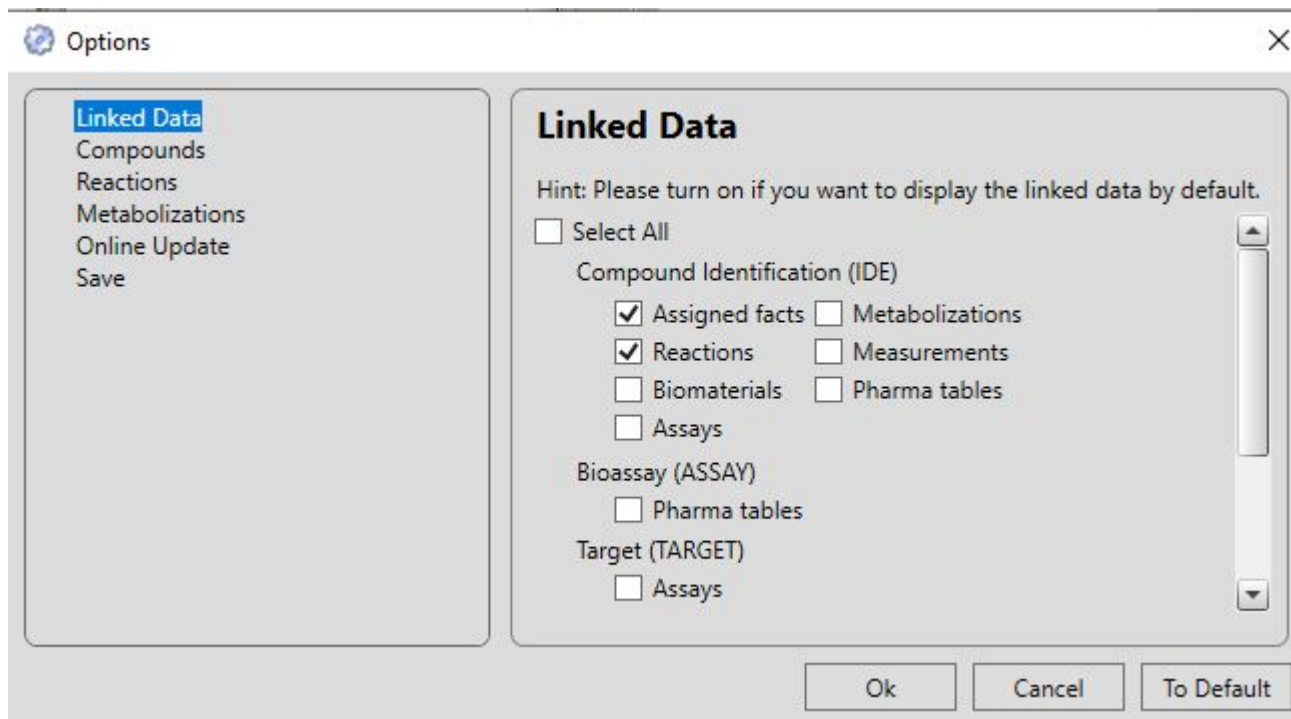 Options
Linked Data
Compounds
Reactions
Metabolizations
Online Update
Save
Linked Data
Hint: Please turn on if you want to display the linked data by default.
Select All
Compound Identification (IDE)
Assigned facts Metabolizations
Reactions Measurements
Biomaterials Pharma tables
Assays
Bioassay (ASSAY)
Pharma tables
Target (TARGET)
Assays
Ok Cancel To Default